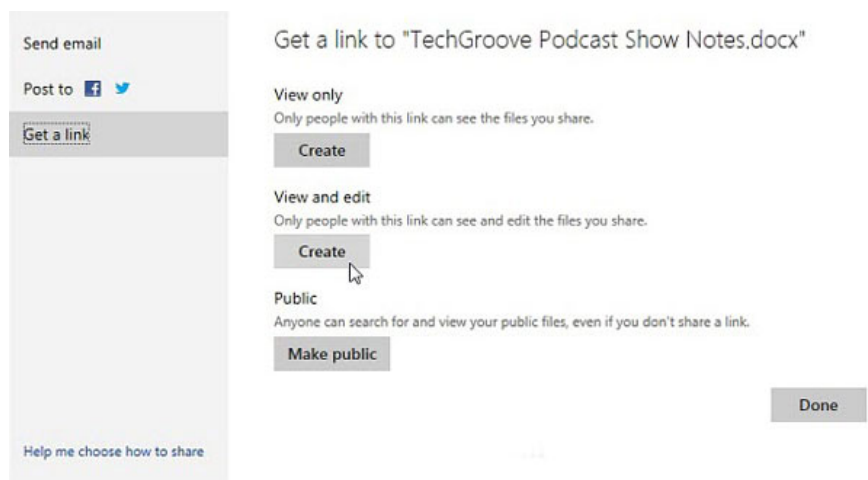 Send email
Post to
Get a link
Help me choose how to share
Get a link to "TechGroove Podcast Show Notes.docx"
View only
Only people with this link can see the files you share.
Create
View and edit
Only people with this link can see and edit the files you share.
Create
Public
Anyone can search for and view your public files, even if you don't share a link.
Make public
Done